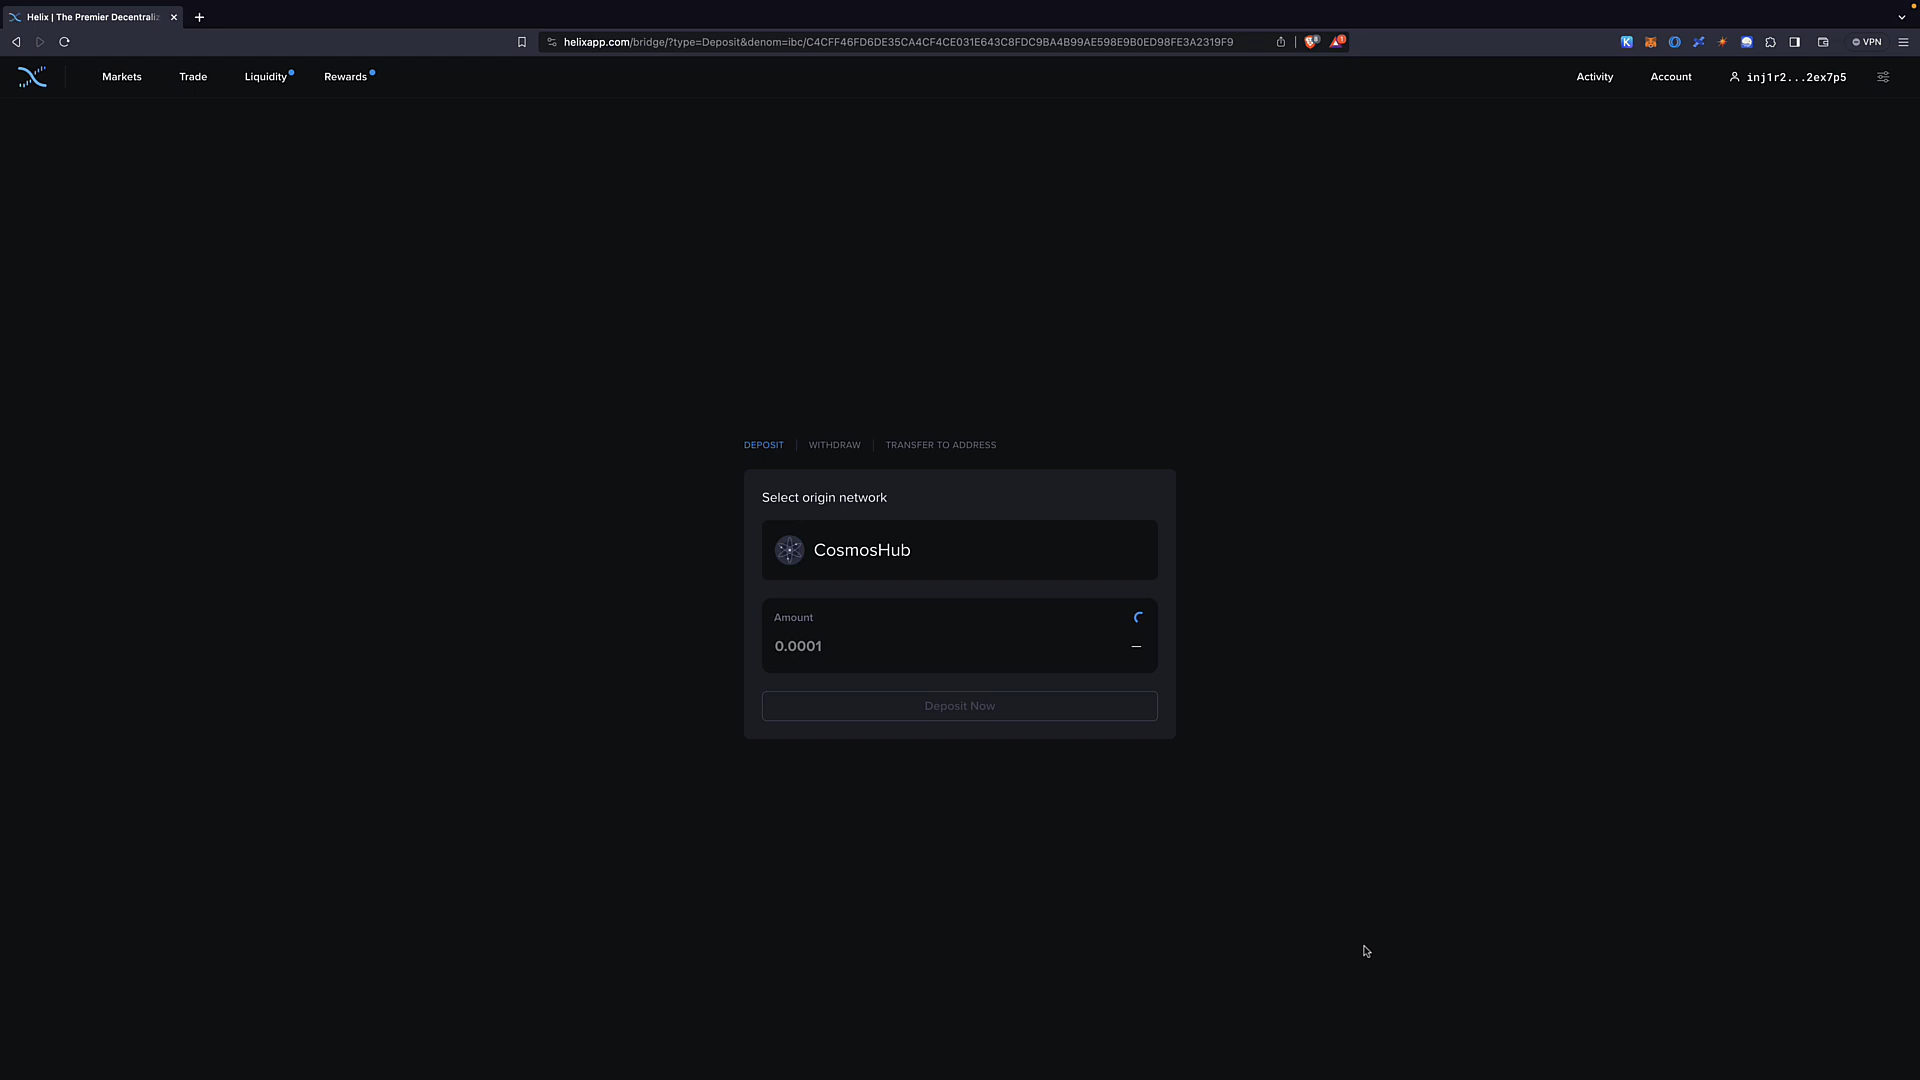 Helix | The Premier Decentraliz
helixapp.com/bridge/?type=Deposit&denom=ibc/C4CFF46FD6DE35CA4CF4CE031E643C8FDC9BA4B99AE598E9B0ED98FE3A2319F9
VPN
Markets
Trade
Liquidity
Rewards
Activity
Account
inj1r2...2ex7p5
DEPOSIT
WITHDRAW
TRANSFER TO ADDRESS
Select origin network
CosmosHub
Amount
0.0001
—
Deposit Now